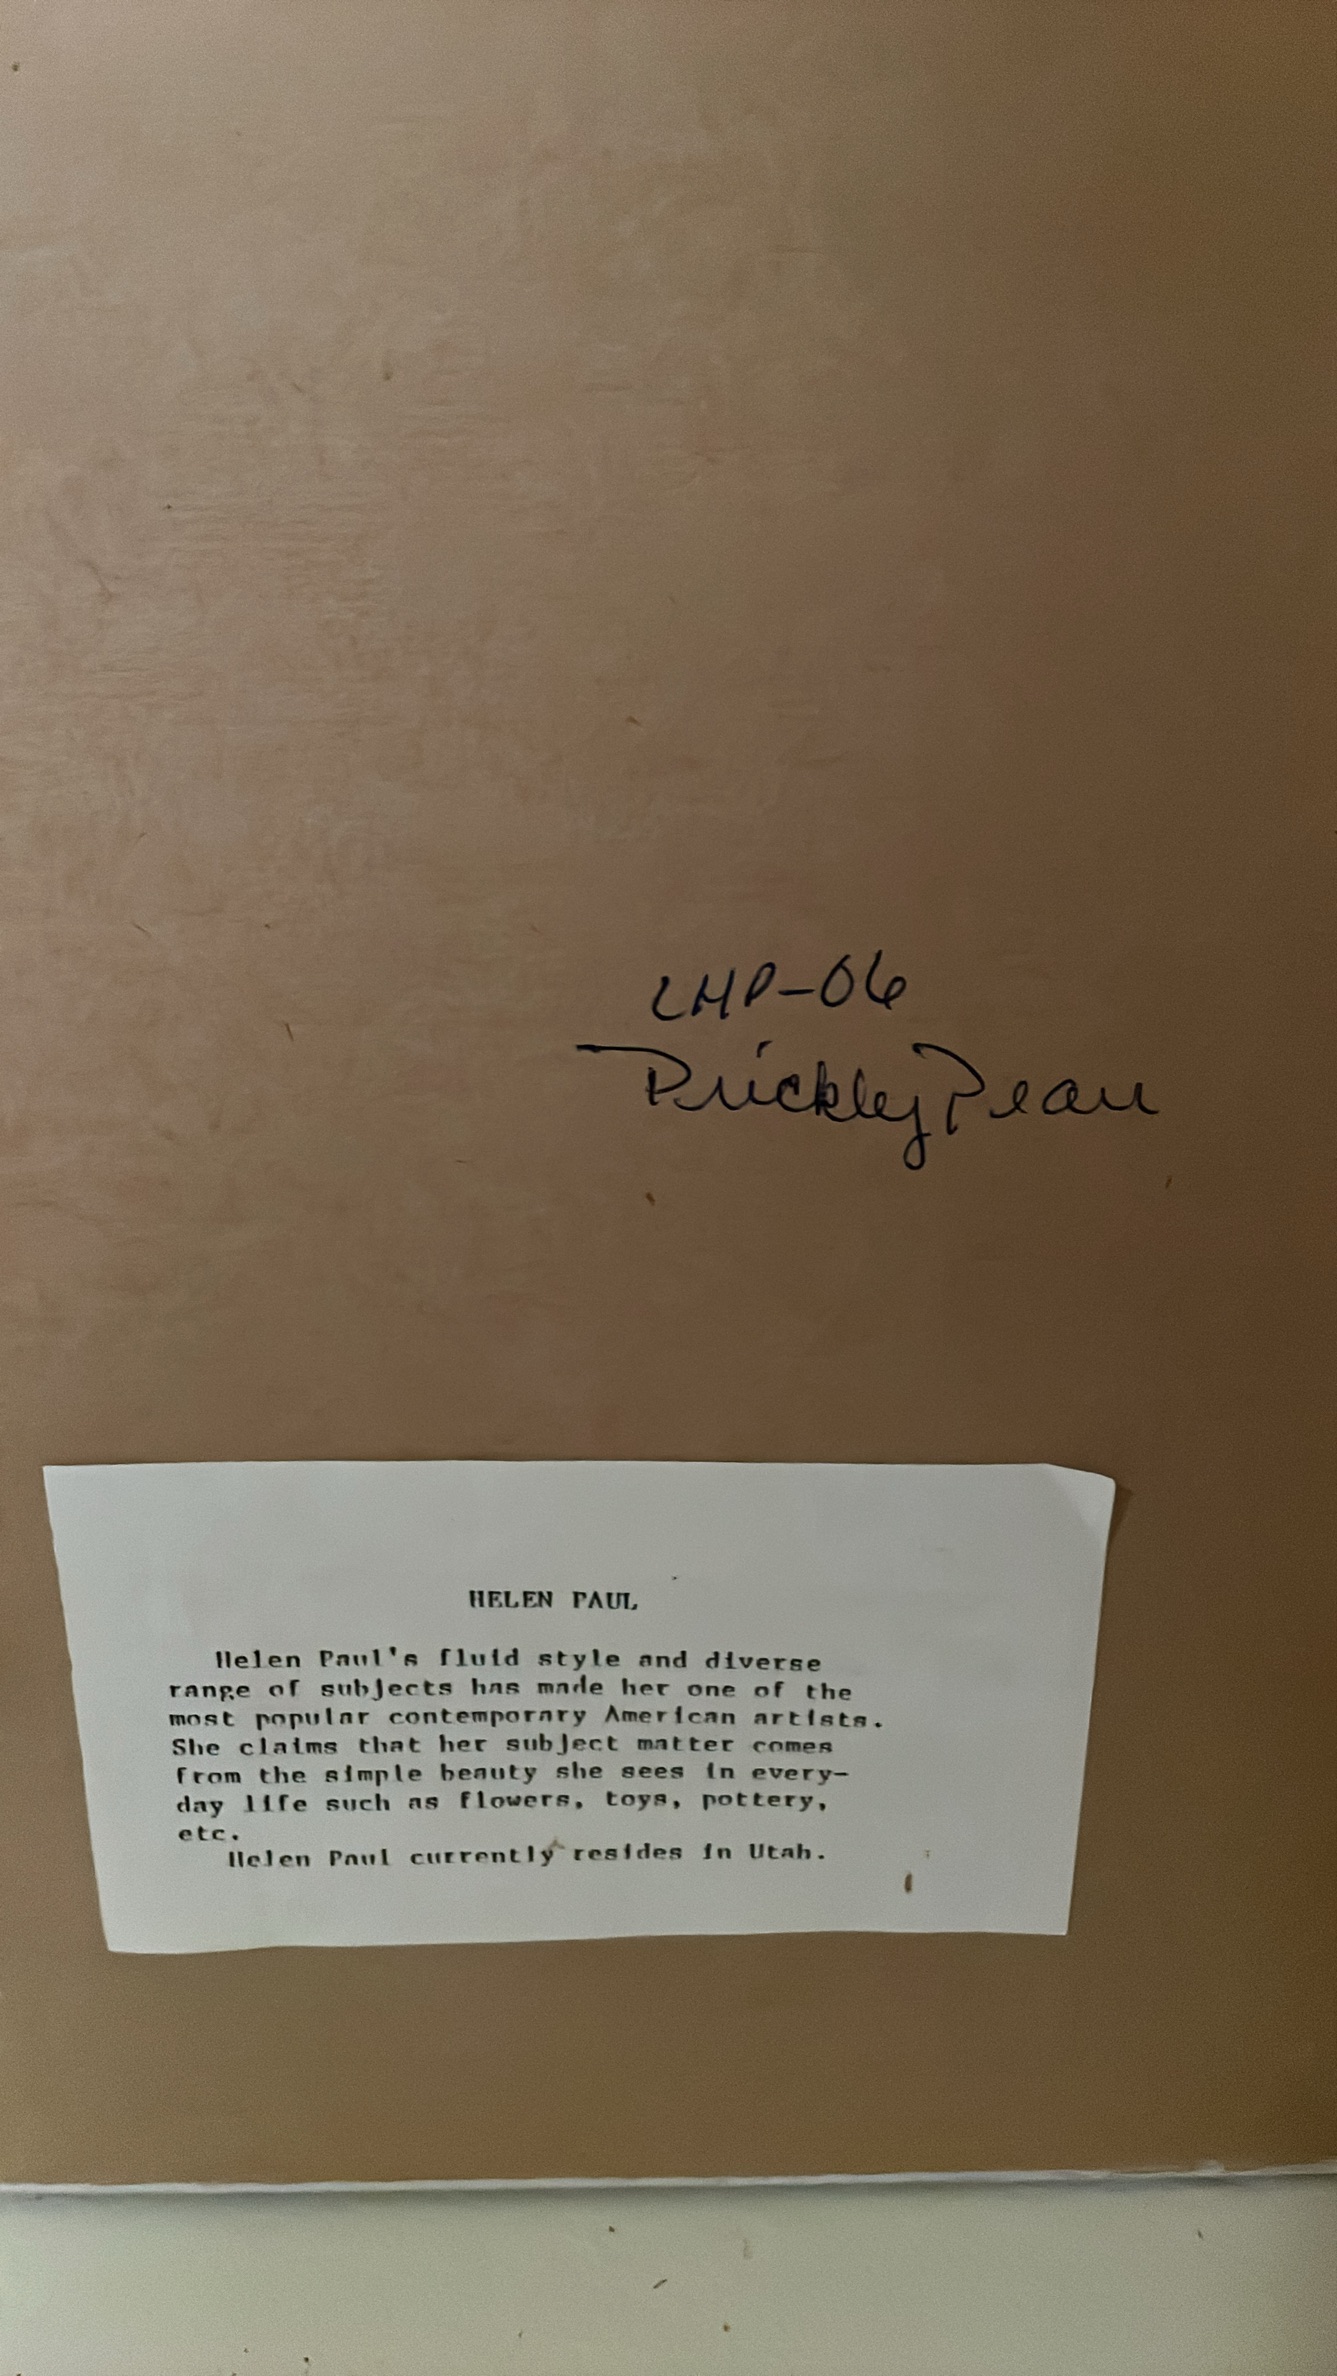 LHP-06
Prickly Pear
HELEN PAUL
Helen Paul's fluid style and diverse
range of subjects has made her one of the
most popular contemporary American artists.
She claims that her subject matter comes
from the simple beauty she sees in every-
day life such as flowers, toys, pottery,
etc.
Helen Paul currently resides in Utah.